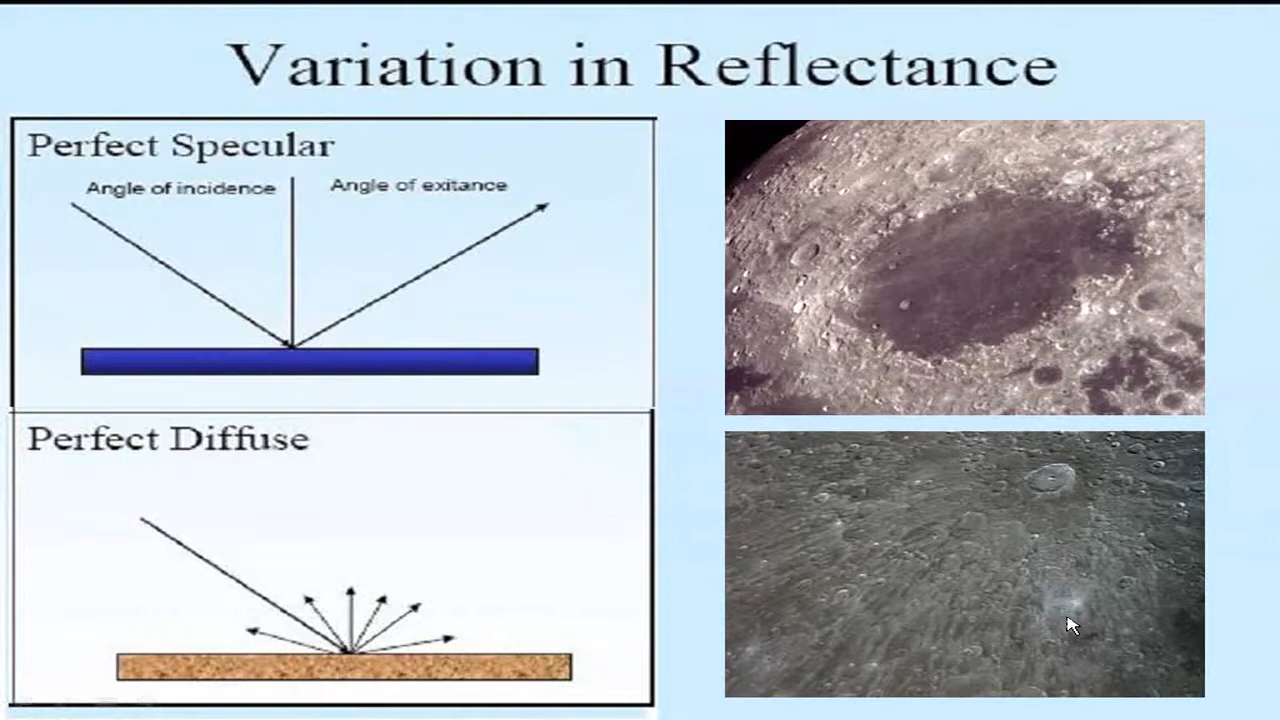 Variation in Reflectance
Perfect Specular
Angle of incidence
Angle of exitance
Perfect Diffuse